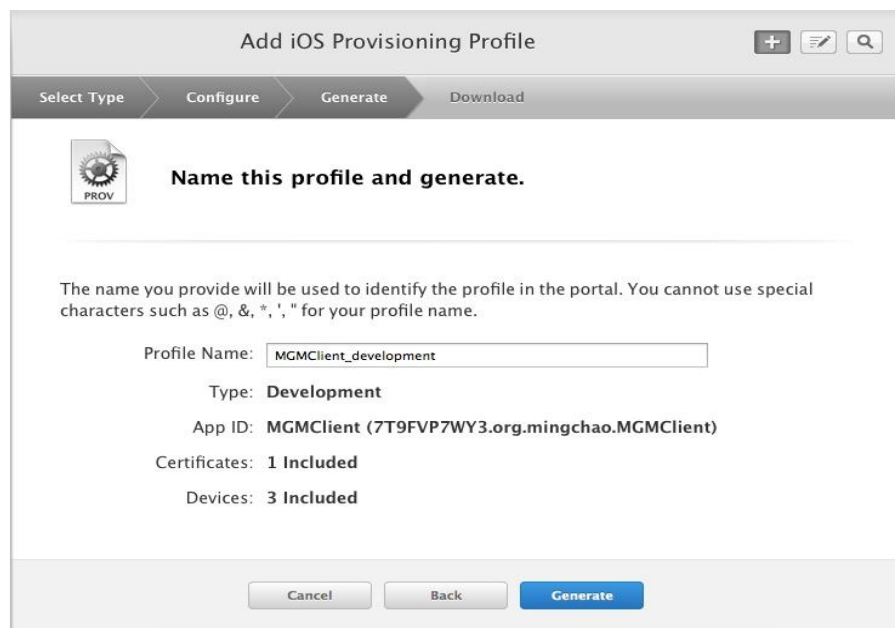 Add iOS Provisioning Profile
Select Type
Configure
Generate
Download
PROV
Name this profile and generate.
The name you provide will be used to identify the profile in the portal. You cannot use special
characters such as @, &, *, ', " for your profile name.
Profile Name: MGMClient_development
Type: Development
App ID: MGMClient (7T9FVP7WY3.org.mingchao.MGMClient)
Certificates: 1 Included
Devices: 3 Included
Cancel
Back
Generate